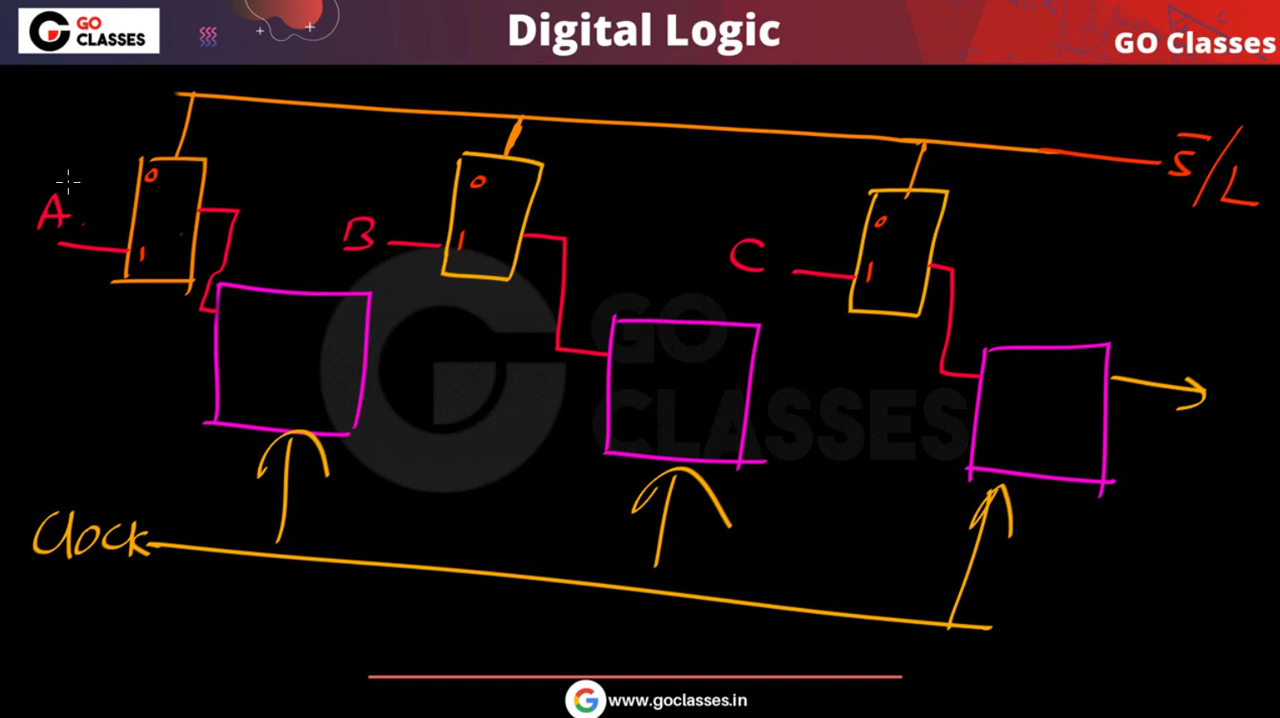 GO
CLASSES
Digital Logic
GO Classes
S̅/L
0
0
0
A
1
B
1
C
1
GO
CLASSES
Clock
www.goclasses.in